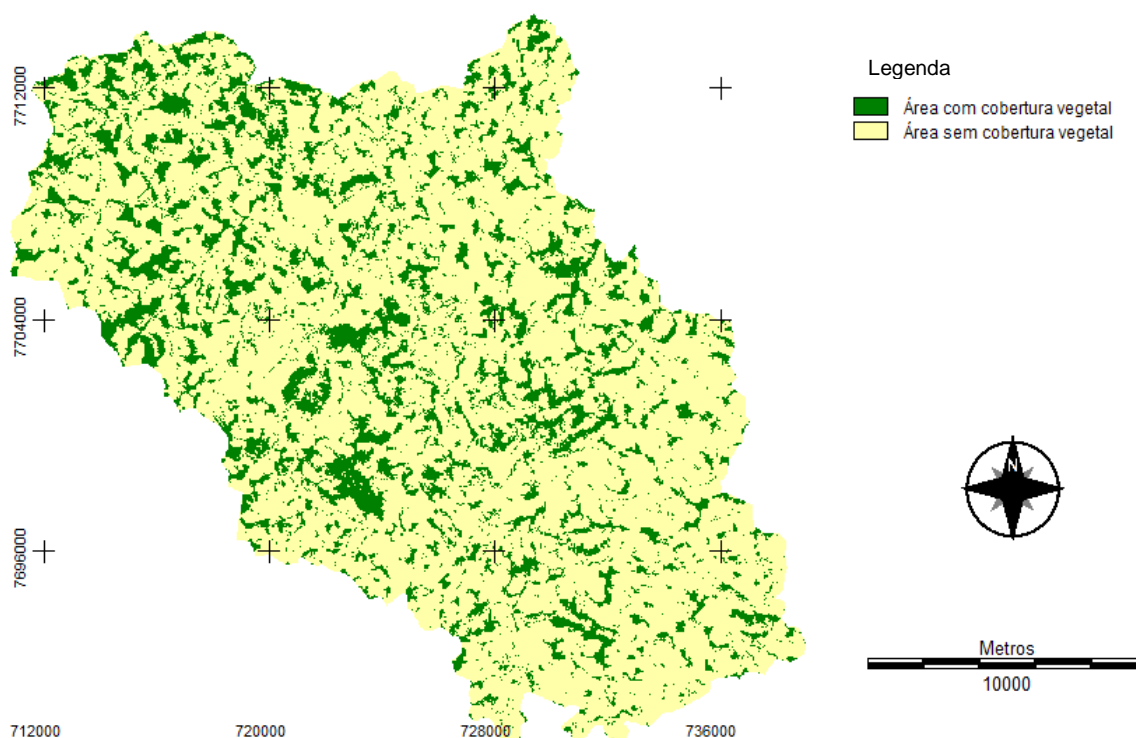 Legenda
Área com cobertura vegetal
Área sem cobertura vegetal
7712000
7704000
7696000
N
Metros
10000
712000
720000
728000
736000